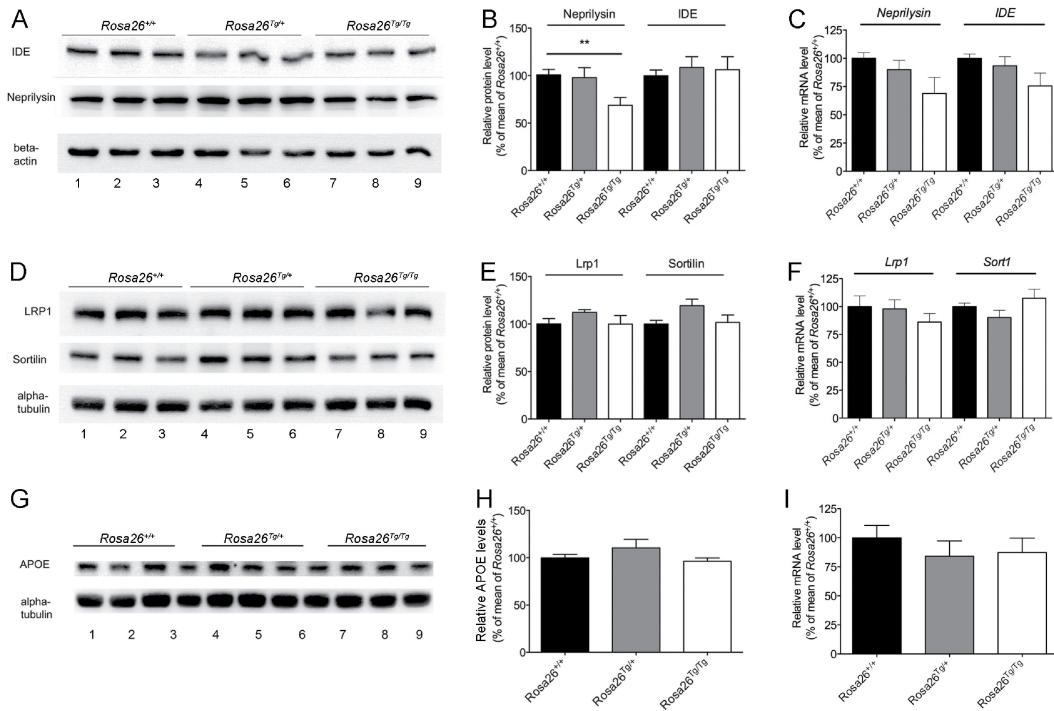 A
Rosa26+/+ Rosa26Tg/+ Rosa26Tg/Tg
IDE
Neprilysin
beta-
actin
1 2 3 4 5 6 7 8 9
B
Neprilysin IDE
**
Relative protein level
(% of mean of Rosa26+/+)
150
100
50
0
Rosa26+/+ Rosa26Tg/+ Rosa26Tg/Tg Rosa26+/+ Rosa26Tg/+ Rosa26Tg/Tg
C
Neprilysin IDE
Relative mRNA level
(% of mean of Rosa26+/+)
125
100
75
50
25
0
Rosa26+/+ Rosa26Tg/+ Rosa26Tg/Tg Rosa26+/+ Rosa26Tg/+ Rosa26Tg/Tg
D
Rosa26+/+ Rosa26Tg/+ Rosa26Tg/Tg
LRP1
Sortilin
alpha-
tubulin
1 2 3 4 5 6 7 8 9
E
Lrp1 Sortilin
Relative protein level
(% of mean of Rosa26+/+)
150
100
50
0
Rosa26+/+ Rosa26Tg/+ Rosa26Tg/Tg Rosa26+/+ Rosa26Tg/+ Rosa26Tg/Tg
F
Lrp1 Sort1
Relative mRNA level
(% of mean of Rosa26+/+)
125
100
75
50
25
0
Rosa26+/+ Rosa26Tg/+ Rosa26Tg/Tg Rosa26+/+ Rosa26Tg/+ Rosa26Tg/Tg
G
Rosa26+/+ Rosa26Tg/+ Rosa26Tg/Tg
APOE
alpha-
tubulin
1 2 3 4 5 6 7 8 9
H
Relative APOE levels
(% of mean of Rosa26+/+)
150
100
50
0
Rosa26+/+ Rosa26Tg/+ Rosa26Tg/Tg
I
Relative mRNA level
(% of mean of Rosa26+/+)
125
100
75
50
25
0
Rosa26+/+ Rosa26Tg/+ Rosa26Tg/Tg